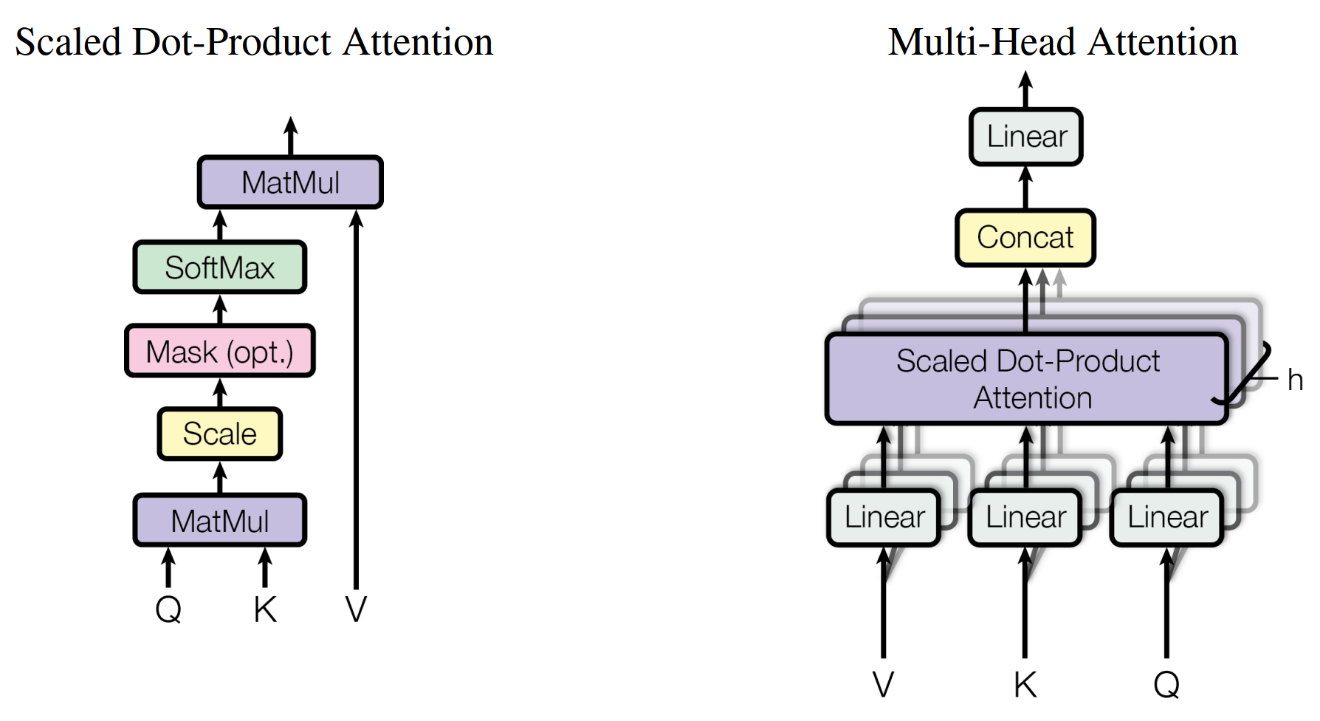 Scaled Dot-Product Attention
MatMul
SoftMax
Mask (opt.)
Scale
MatMul
Q K V
Multi-Head Attention
Linear
Concat
Scaled Dot-Product
Attention
h
Linear Linear Linear
V K Q